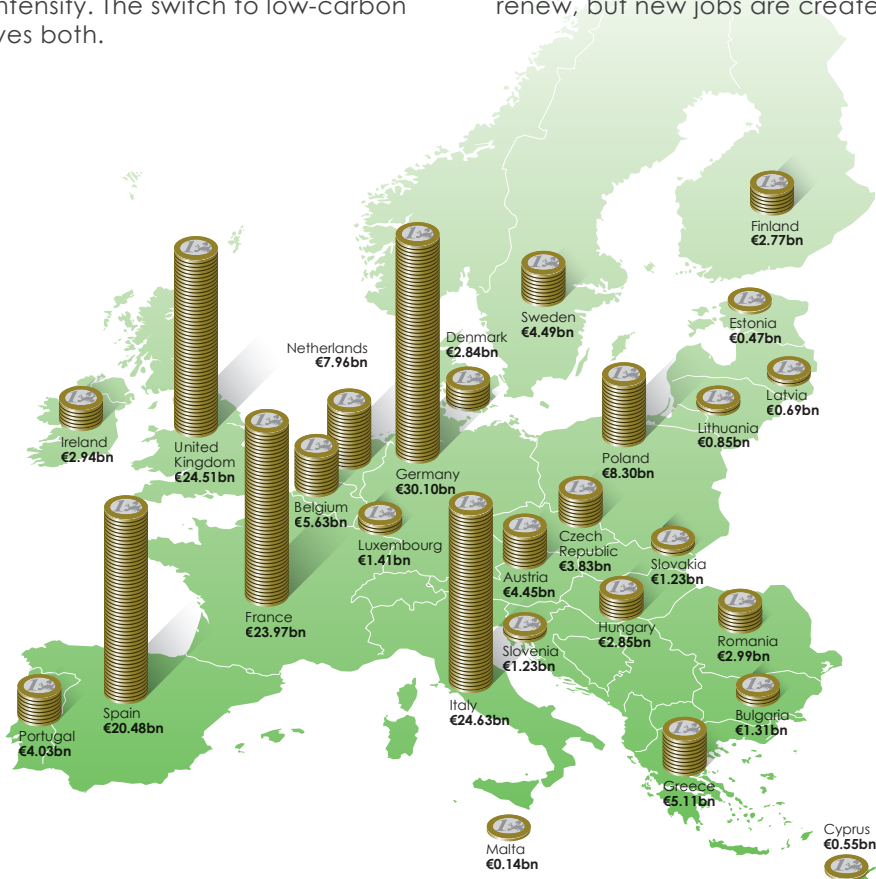 ntensity. The switch to low-carbon
ves both.
renew, but new jobs are create
Finland
€2.77bn
Sweden
€4.49bn
Estonia
€0.47bn
Denmark
€2.84bn
Netherlands
€7.96bn
Latvia
€0.69bn
Lithuania
€0.85bn
Ireland
€2.94bn
United
Kingdom
€24.51bn
Germany
€30.10bn
Poland
€8.30bn
Belgium
€5.63bn
Luxembourg
€1.41bn
Czech
Republic
€3.83bn
Slovakia
€1.23bn
Austria
€4.45bn
France
€23.97bn
Hungary
€2.85bn
Romania
€2.99bn
Slovenia
€1.23bn
Spain
€20.48bn
Italy
€24.63bn
Bulgaria
€1.31bn
Portugal
€4.03bn
Greece
€5.11bn
Malta
€0.14bn
Cyprus
€0.55bn